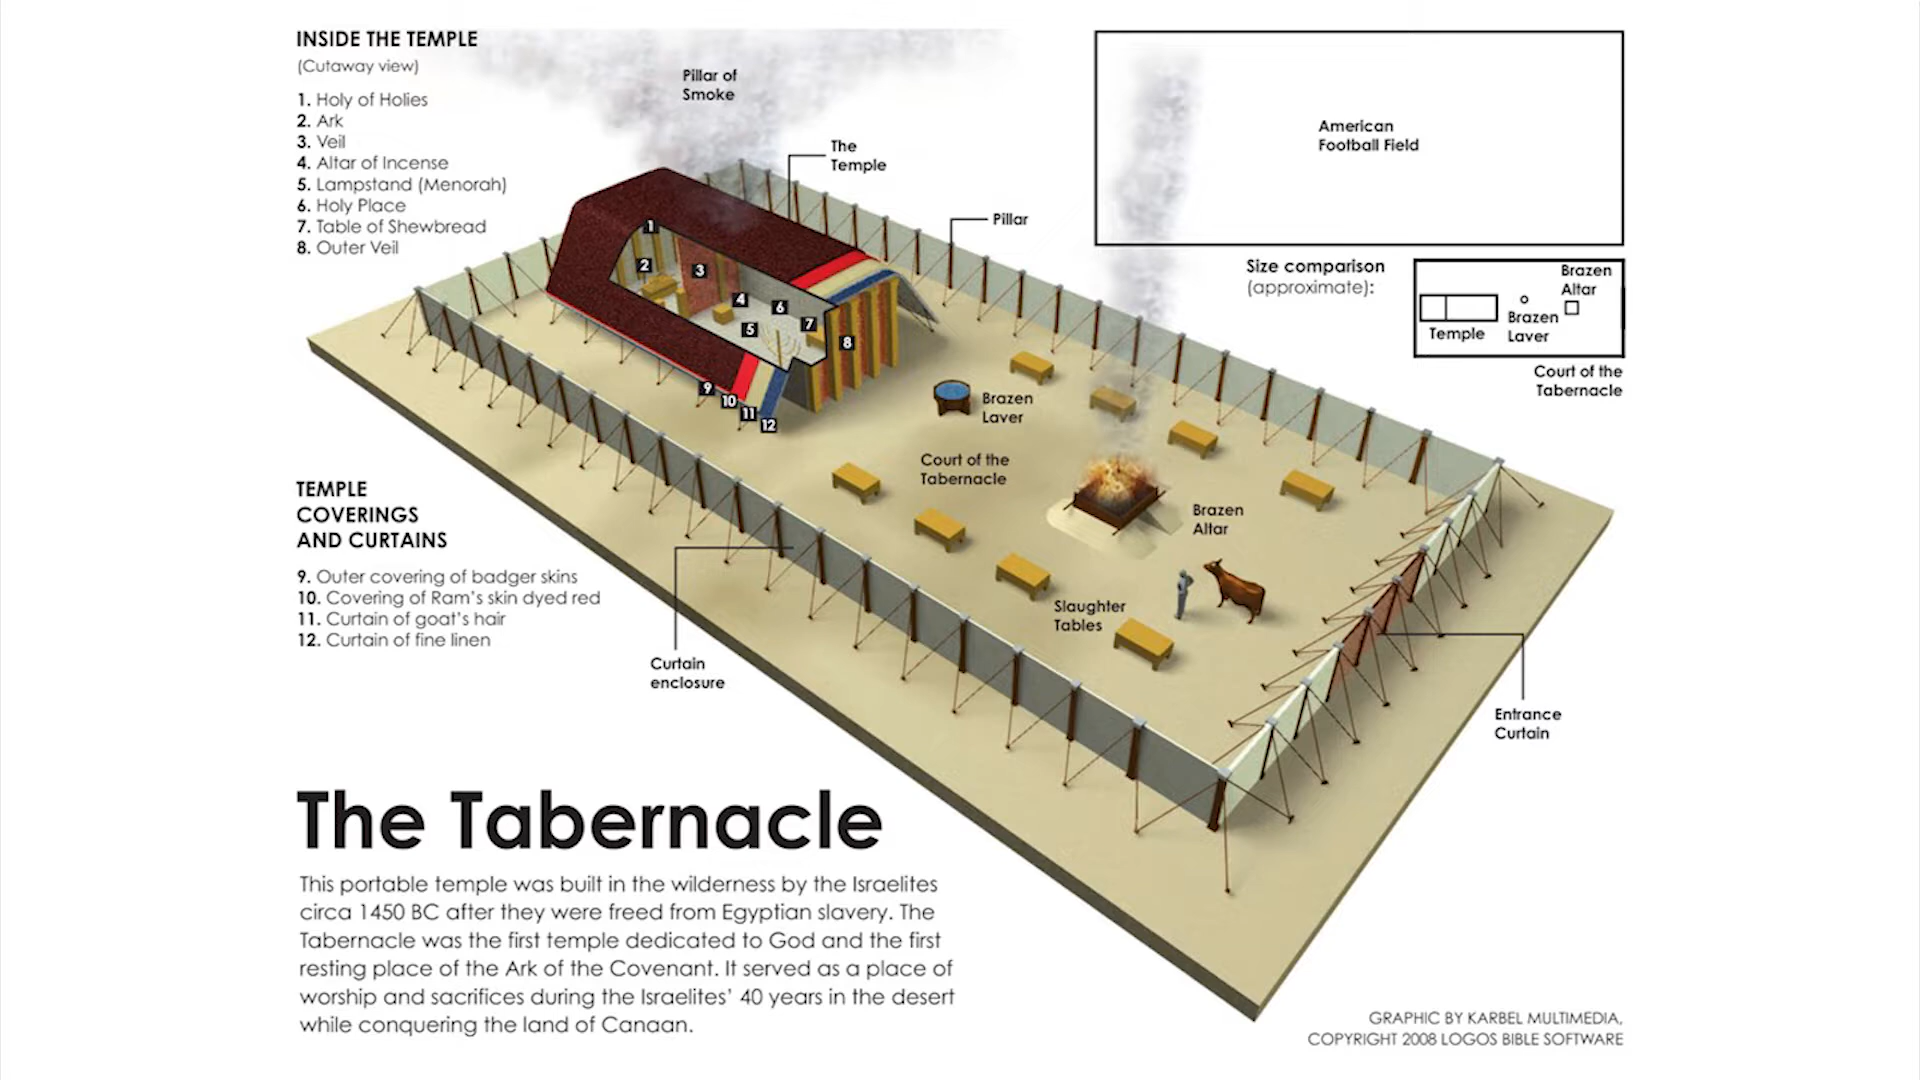 INSIDE THE TEMPLE
(Cutaway view)
1. Holy of Holies
2. Ark
3. Veil
4. Altar of Incense
5. Lampstand (Menorah)
6. Holy Place
7. Table of Shewbread
8. Outer Veil
Pillar of
Smoke
The
Temple
Pillar
American
Football Field
Size comparison
(approximate):
Brazen
Altar
Temple
Brazen
Laver
Court of the
Tabernacle
1
2
3
4
5
6
7
8
9
10
11
12
Brazen
Laver
Court of the
Tabernacle
Brazen
Altar
Slaughter
Tables
TEMPLE
COVERINGS
AND CURTAINS
9. Outer covering of badger skins
10. Covering of Ram's skin dyed red
11. Curtain of goat's hair
12. Curtain of fine linen
Curtain
enclosure
Entrance
Curtain
The Tabernacle
This portable temple was built in the wilderness by the Israelites
circa 1450 BC after they were freed from Egyptian slavery. The
Tabernacle was the first temple dedicated to God and the first
resting place of the Ark of the Covenant. It served as a place of
worship and sacrifices during the Israelites' 40 years in the desert
while conquering the land of Canaan.
GRAPHIC BY KARBEL MULTIMEDIA,
COPYRIGHT 2008 LOGOS BIBLE SOFTWARE